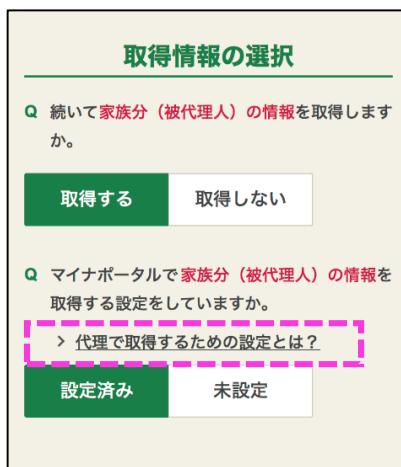 取得情報の選択
Q 続いて家族分（被代理人）の情報を取得します
か。
取得する 取得しない
Q マイナポータルで家族分（被代理人）の情報を
取得する設定をしていますか。
> 代理で取得するための設定とは？
設定済み 未設定